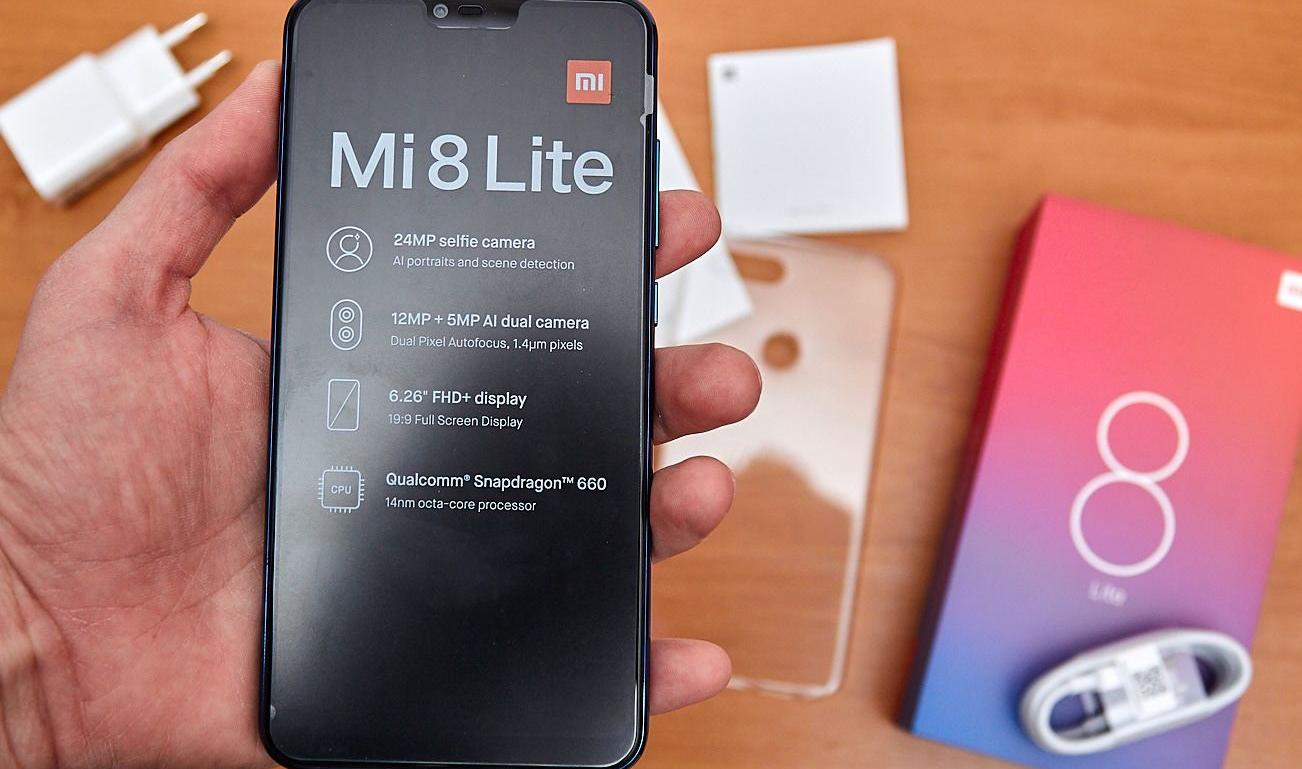 mi
Mi 8 Lite
24MP selfie camera
AI portraits and scene detection
12MP + 5MP AI dual camera
Dual Pixel Autofocus, 1.4µm pixels
6.26" FHD+ display
19:9 Full Screen Display
CPU
Qualcomm® Snapdragon™ 660
14nm octa-core processor
8
Lite